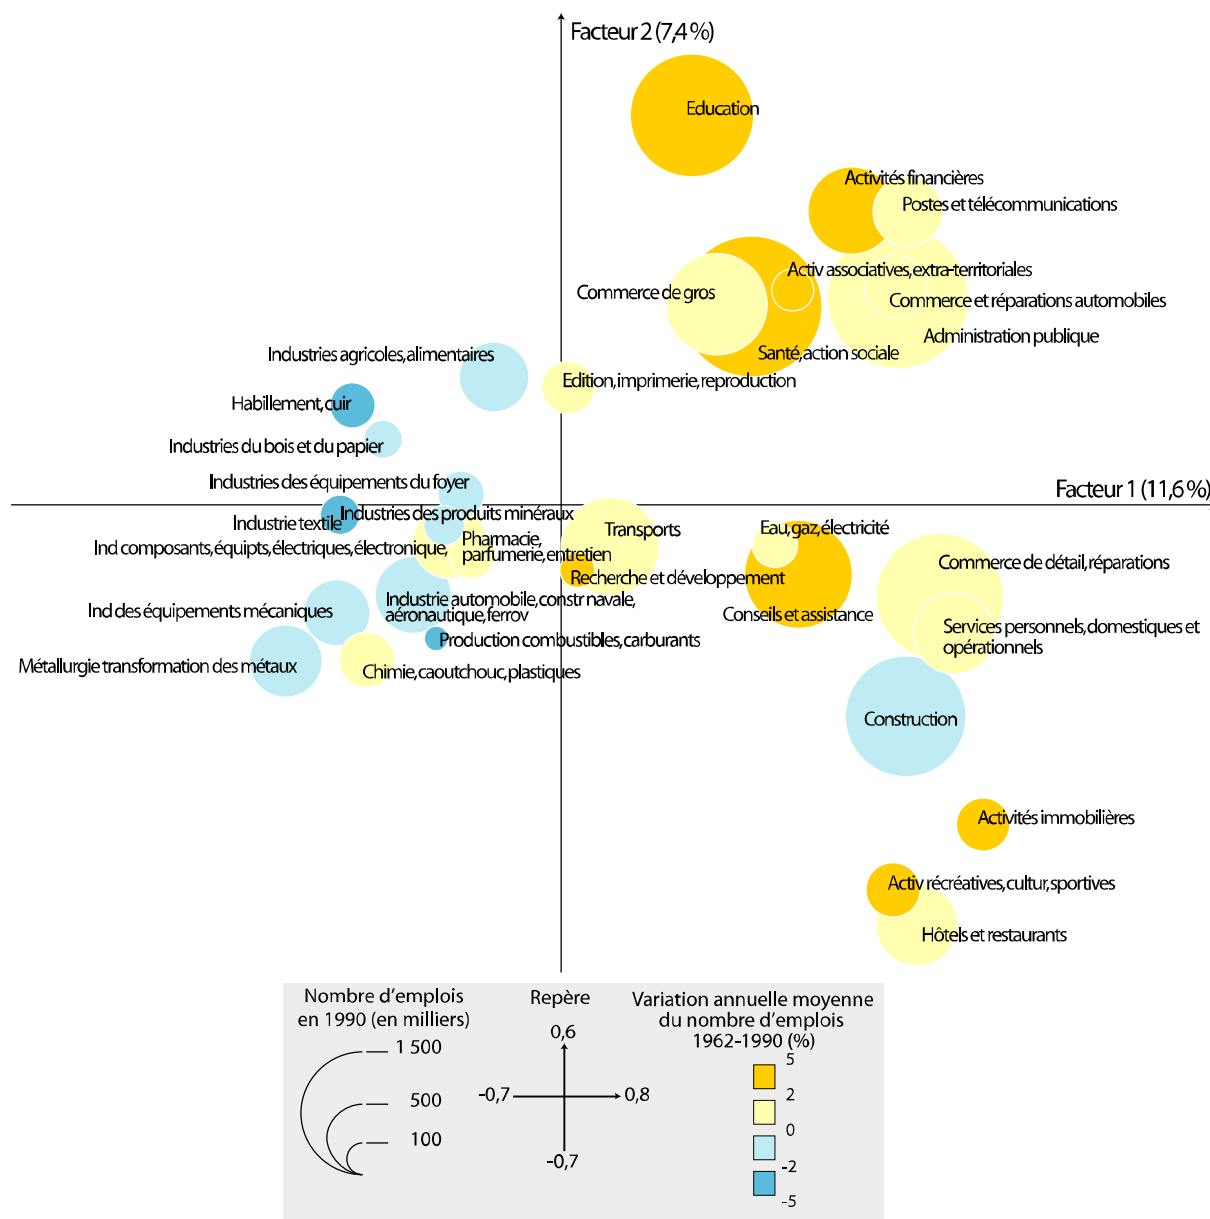 Facteur 2 (7,4 %)
Education
Activités financières
Postes et télécommunications
Activ associatives, extra-territoriales
Commerce de gros
Commerce et réparations automobiles
Administration publique
Santé, action sociale
Industries agricoles, alimentaires
Edition, imprimerie, reproduction
Habillement, cuir
Industries du bois et du papier
Industries des équipements du foyer
Facteur 1 (11,6 %)
Industries des produits minéraux
Industrie textile
Transports
Eau, gaz, électricité
Ind composants, équipts, électriques, électronique,
Pharmacie,
parfumerie, entretien
Commerce de détail, réparations
Recherche et développement
Industrie automobile, constr navale,
aéronautique, ferrov
Ind des équipements mécaniques
Conseils et assistance
Services personnels, domestiques et
opérationnels
Production combustibles, carburants
Métallurgie transformation des métaux
Chimie, caoutchouc, plastiques
Construction
Activités immobilières
Activ récréatives, cultur, sportives
Hôtels et restaurants
Nombre d'emplois
en 1990 (en milliers)
1 500
500
100
Repère
0,6
-0,7
0,8
-0,7
Variation annuelle moyenne
du nombre d'emplois
1962-1990 (%)
5
2
0
-2
-5